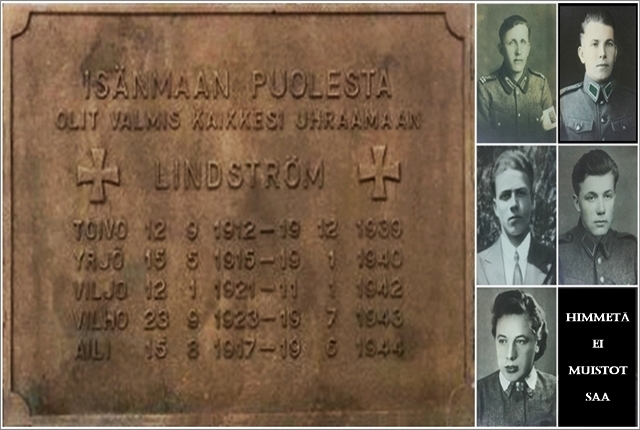 ISÄNMAAN PUOLESTA
OLIT VALMIS KAIKKESI UHRAAMAAN
LINDSTRÖM
TOIVO 12 9 1912-19 12 1939
YRJÖ 15 5 1915-19 1 1940
VILJO 12 1 1921-11 1 1942
VILHO 23 9 1923-19 7 1943
AILI 15 8 1917-19 6 1944
HIMMETÄ
EI
MUISTOT
SAA